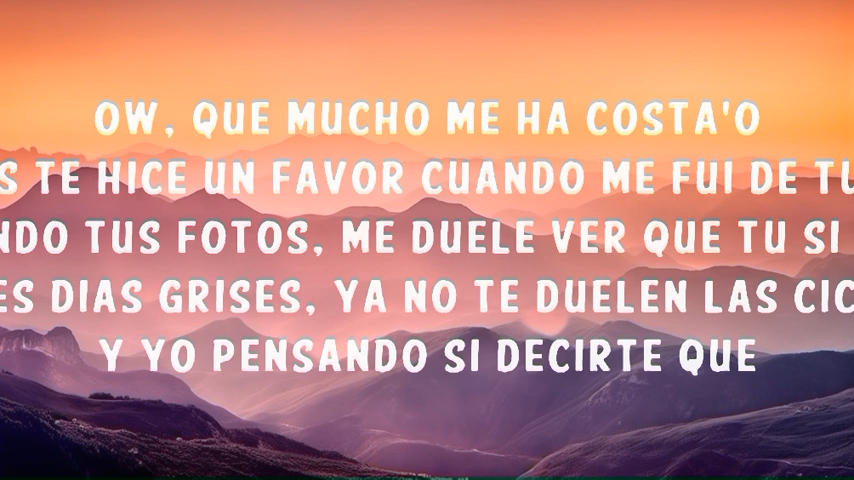 OW, QUE MUCHO ME HA COSTA'O
TE HICE UN FAVOR CUANDO ME FUI DE
TUS FOTOS, ME DUELE VER QUE TU SI
DIAS GRISES, YA NO TE DUELEN LAS
Y YO PENSANDO SI DECIRTE QUE